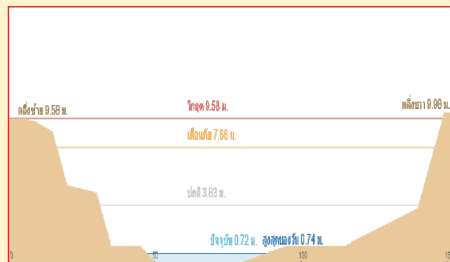 ตลิ่งซ้าย 9.58 ม.
วิกฤต 9.58 ม.
ตลิ่งขวา 9.98 ม.
เตือนภัย 7.66 ม.
ปกติ 3.83 ม.
ปัจจุบัน 0.72 ม. สูงสุดของวัน 0.74 ม.
0 50 100